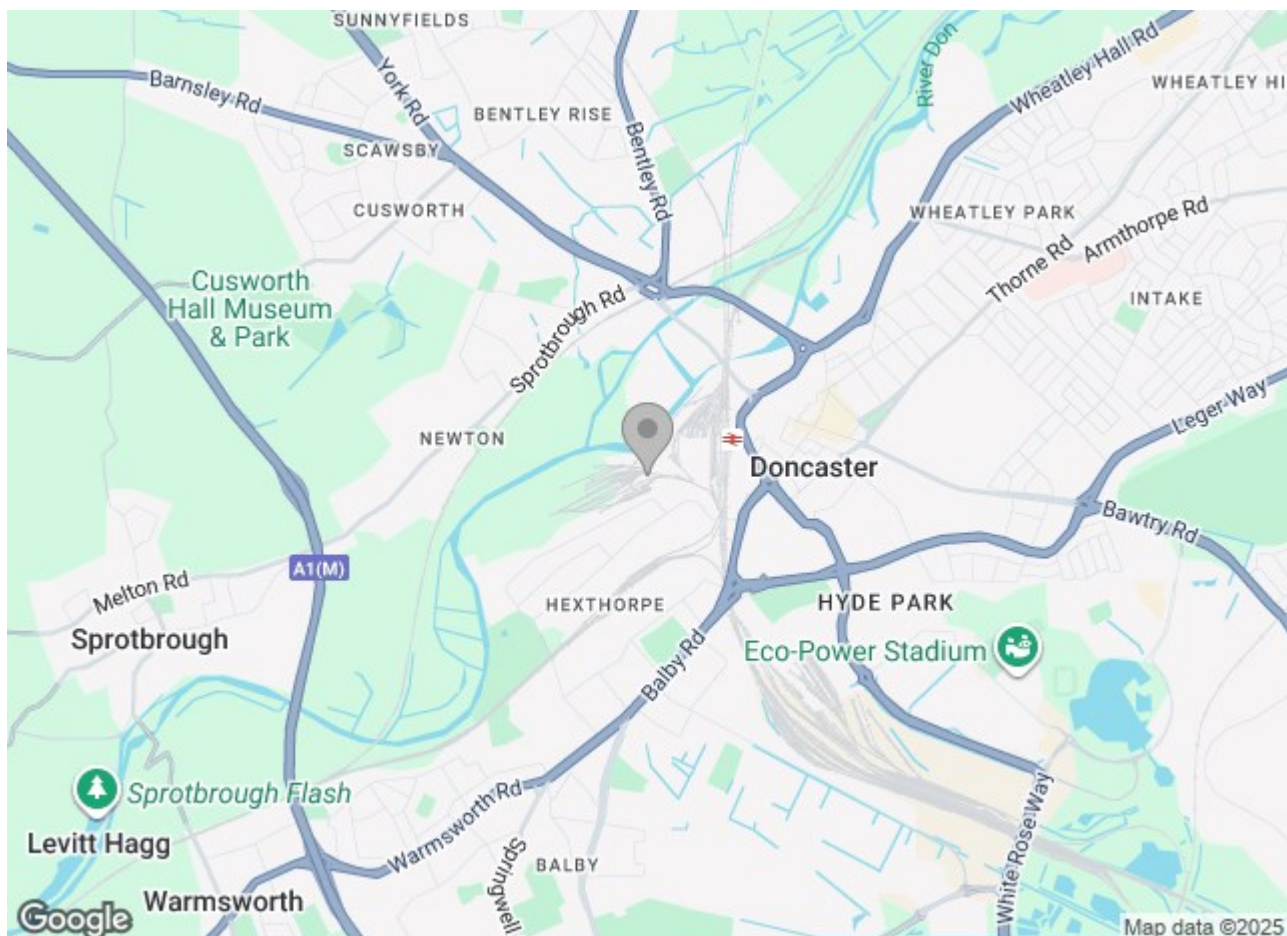 SUNNYFIELDS
Barnsley Rd
York Rd
BENTLEY RISE
Bentley Rd
River Don
Wheatley Hall Rd
WHEATLEY HI
SCAWSBY
CUSWORTH
WHEATLEY PARK
Armthorpe Rd
Thorne Rd
INTAKE
Cusworth
Hall Museum
& Park
Sprotbrough Rd
Leger Way
NEWTON
Doncaster
Bawtry Rd
A1(M)
Melton Rd
HEXTHORPE
HYDE PARK
Sprotbrough
Eco-Power Stadium
Balby Rd
Sprotbrough Flash
Levitt Hagg
Warmsworth Rd
Springwell
BALBY
White Rose Way
Warmsworth
Google
Map data ©2025